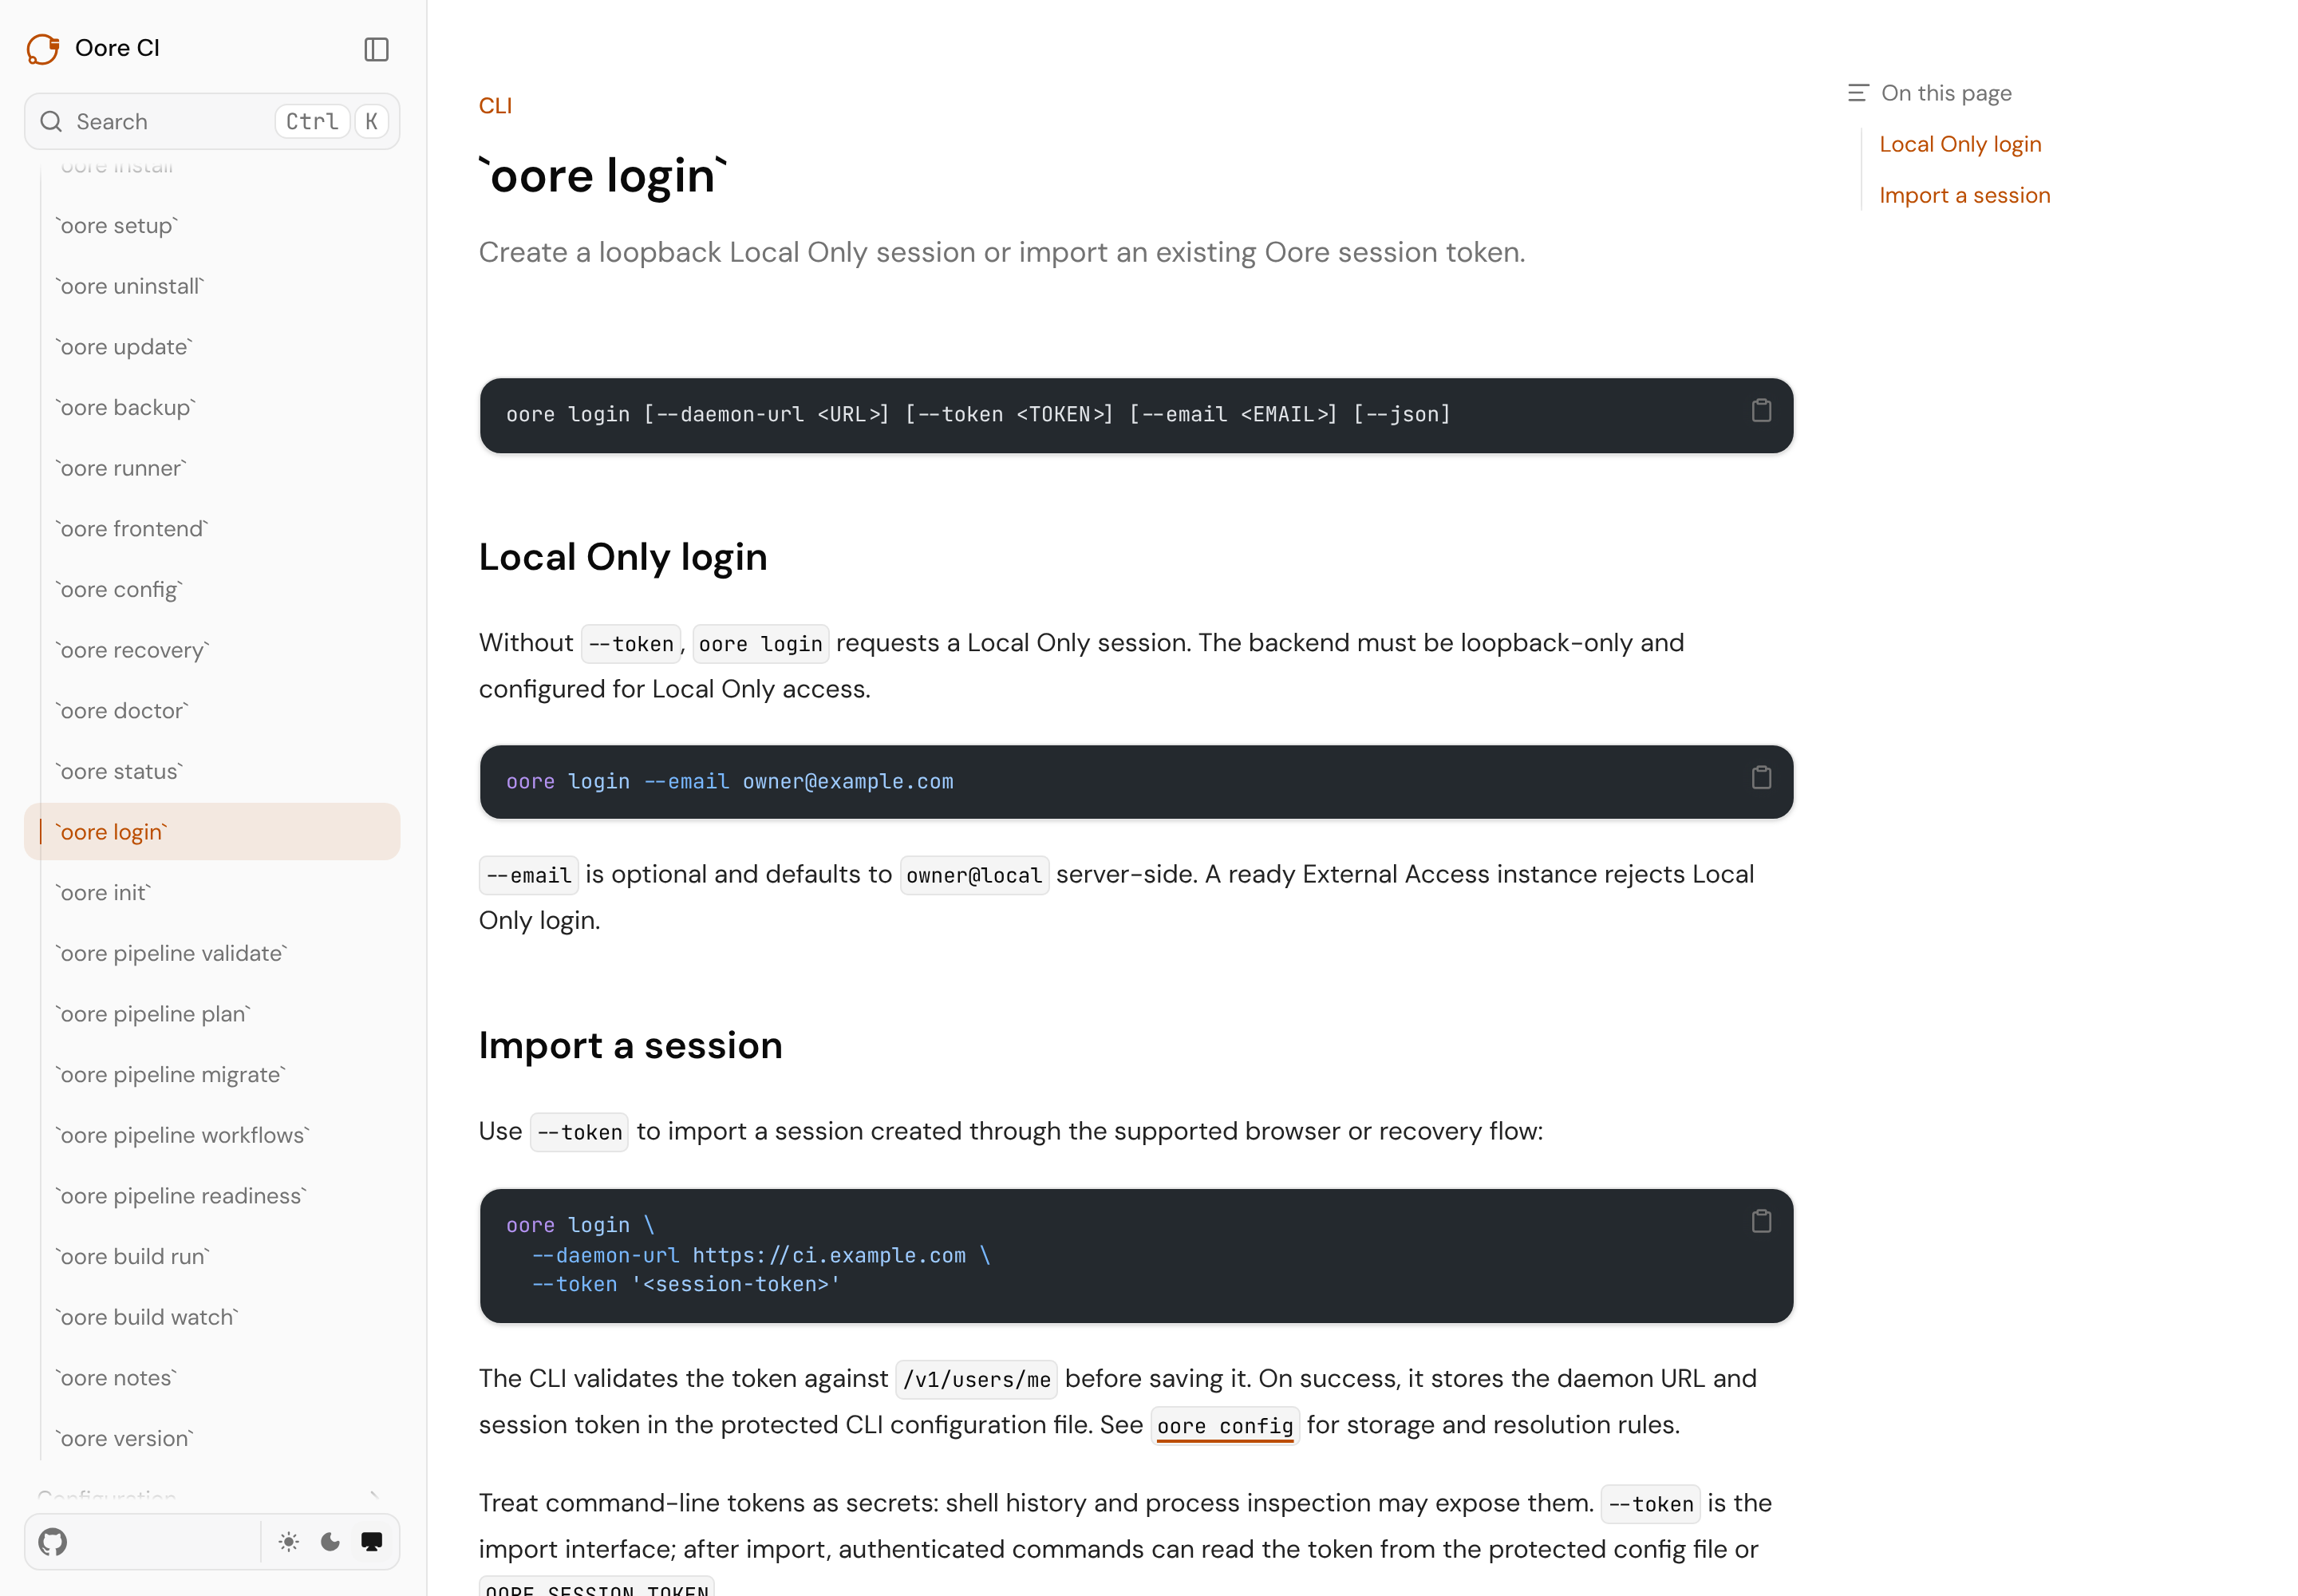 Oore CI
Search Ctrl K
`oore install`
`oore setup`
`oore uninstall`
`oore update`
`oore backup`
`oore runner`
`oore frontend`
`oore config`
`oore recovery`
`oore doctor`
`oore status`
`oore login`
`oore init`
`oore pipeline validate`
`oore pipeline plan`
`oore pipeline migrate`
`oore pipeline workflows`
`oore pipeline readiness`
`oore build run`
`oore build watch`
`oore notes`
`oore version`
Configuration
CLI
`oore login`
Create a loopback Local Only session or import an existing Oore session token.
oore login [--daemon-url <URL>] [--token <TOKEN>] [--email <EMAIL>] [--json]
Local Only login
Without --token, oore login requests a Local Only session. The backend must be loopback-only and
configured for Local Only access.
oore login --email owner@example.com
--email is optional and defaults to owner@local server-side. A ready External Access instance rejects Local
Only login.
Import a session
Use --token to import a session created through the supported browser or recovery flow:
oore login \
--daemon-url https://ci.example.com \
--token '<session-token>'
The CLI validates the token against /v1/users/me before saving it. On success, it stores the daemon URL and
session token in the protected CLI configuration file. See oore config for storage and resolution rules.
Treat command-line tokens as secrets: shell history and process inspection may expose them. --token is the
import interface; after import, authenticated commands can read the token from the protected config file or
OORE_SESSION_TOKEN
On this page
Local Only login
Import a session